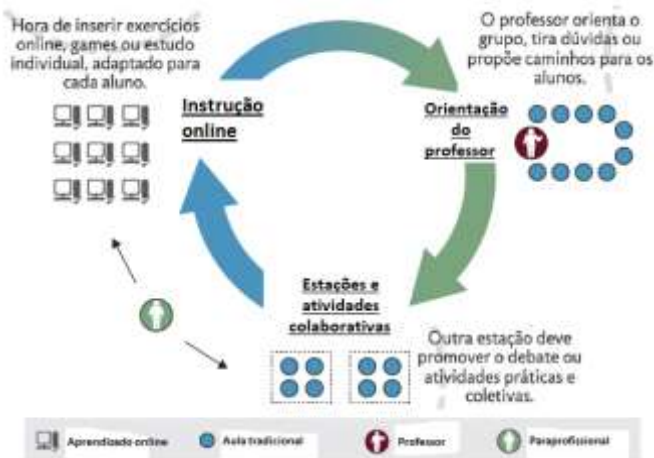 Hora de inserir exercícios
online, games ou estudo
individual, adaptado para
cada aluno.
Instrução
online
O professor orienta o
grupo, tira dúvidas ou
propõe caminhos para os
alunos.
Orientação
do
professor
Estações e
atividades
colaborativas
Outra estação deve
promover o debate ou
atividades práticas e
coletivas.
Aprendizado online
Aula tradicional
Professor
Paraprofissional